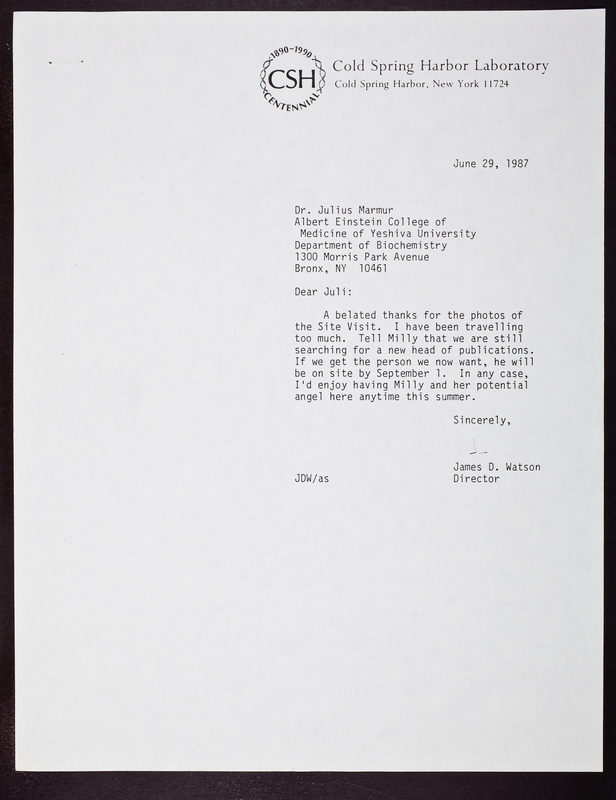 1890-1990
CSH
CENTENNIAL
Cold Spring Harbor Laboratory
Cold Spring Harbor, New York 11724
June 29, 1987
Dr. Julius Marmur
Albert Einstein College of
Medicine of Yeshiva University
Department of Biochemistry
1300 Morris Park Avenue
Bronx, NY 10461
Dear Juli:
A belated thanks for the photos of
the Site Visit. I have been travelling
too much. Tell Milly that we are still
searching for a new head of publications.
If we get the person we now want, he will
be on site by September 1. In any case,
I'd enjoy having Milly and her potential
angel here anytime this summer.
Sincerely,
James D. Watson
JDW/as Director